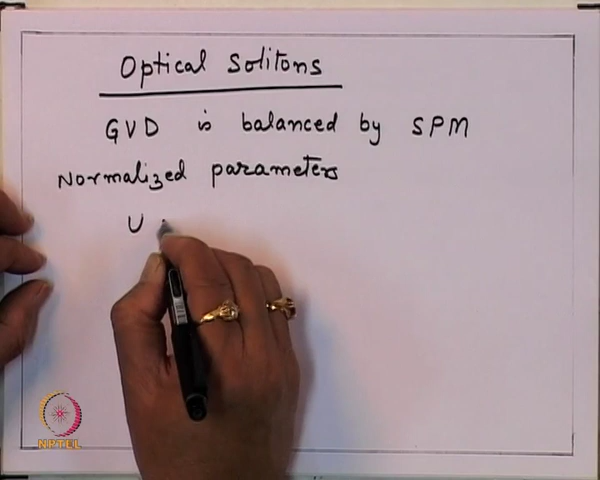 Optical Solitons
GVD is balanced by SPM
Normalized parameters
U
NPTEL